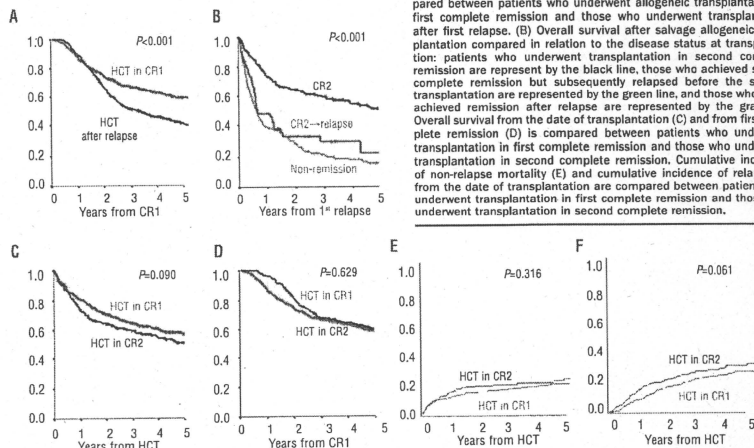 pared between patients who underwent allogeneic
first complete remission and those who underwent
after first relapse. (B) Overall survival after salvage allogeneic
plantation compared in relation to the disease status at
tion: patients who underwent transplantation in second
remission are represent by the black line, those who achieved
complete remission but subsequently relapsed before the
transplantation are represented by the green line, and those
achieved remission after relapse are represented by the
Overall survival from the date of transplantation (C) and from
plete remission (D) is compared between patients who
transplantation in first complete remission and those who
transplantation in second complete remission. Cumulative
of non-relapse mortality (E) and cumulative incidence of
from the date of transplantation are compared between
underwent transplantation in first complete remission and
underwent transplantation in second complete remission.
A
P<0.001
1.0
0.8
0.6
0.4
0.2
0.0
HCT in CR1
HCT
after relapse
0 1 2 3 4 5
Years from CR1
B
P<0.001
1.0
0.8
0.6
0.4
0.2
0.0
CR2
CR2→relapse
Non-remission
0 1 2 3 4 5
Years from 1st relapse
C
P=0.090
1.0
0.8
0.6
0.4
0.2
0.0
HCT in CR1
HCT in CR2
0 1 2 3 4 5
Years from HCT
D
P=0.629
1.0
0.8
0.6
0.4
0.2
0.0
HCT in CR1
HCT in CR2
0 1 2 3 4 5
Years from CR1
E
P=0.316
1.0
0.8
0.6
0.4
0.2
0.0
HCT in CR2
HCT in CR1
0 1 2 3 4 5
Years from HCT
F
P=0.061
1.0
0.8
0.6
0.4
0.2
0.0
HCT in CR2
HCT in CR1
0 1 2 3 4 5
Years from HCT